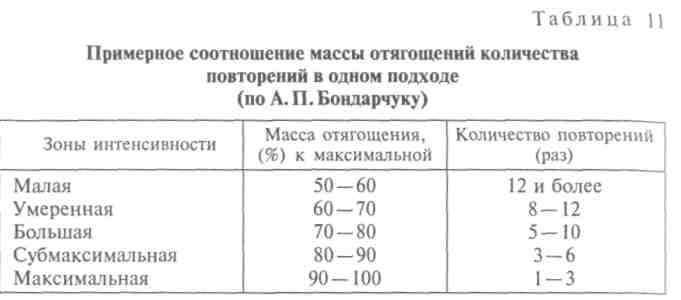 Таблица 11
Примерное соотношение массы отягощений количества
повторений в одном подходе
(по А. П. Бондарчуку)
Зоны интенсивности | Масса отягощения, (%) к максимальной | Количество повторений (раз)
Малая | 50—60 | 12 и более
Умеренная | 60—70 | 8—12
Большая | 70—80 | 5—10
Субмаксимальная | 80—90 | 3—6
Максимальная | 90—100 | 1—3